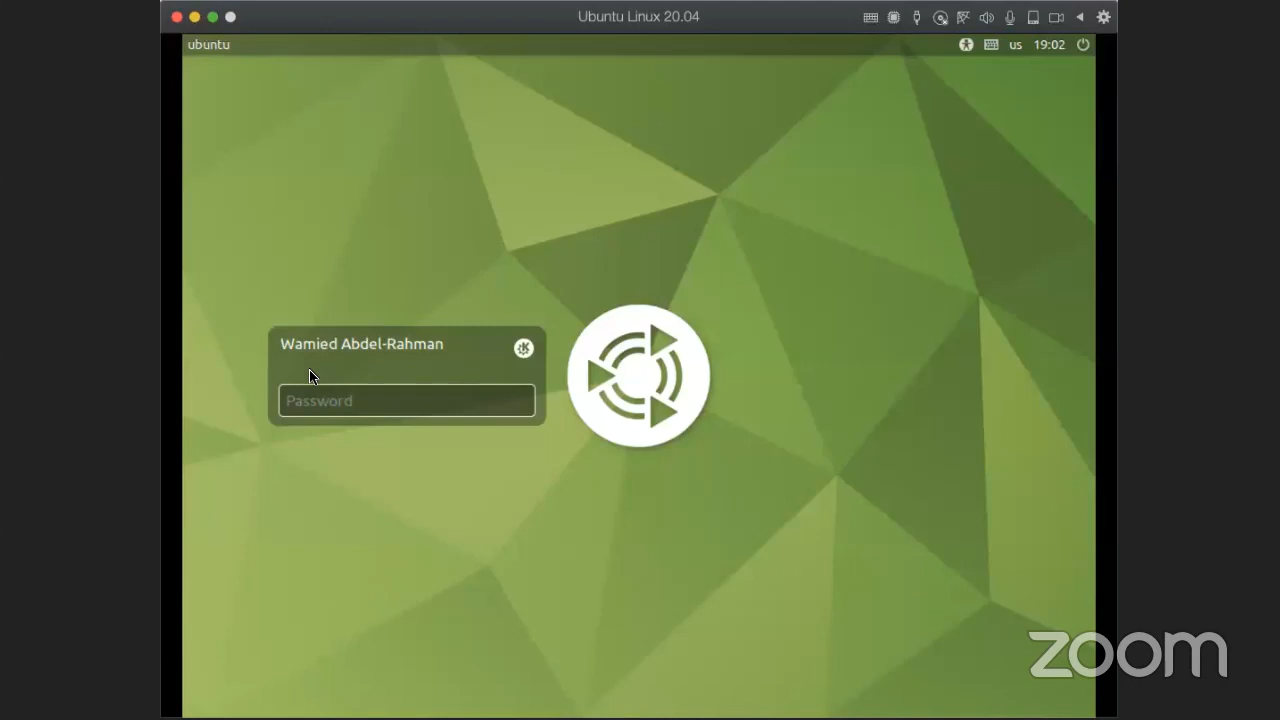 Ubuntu Linux 20.04
ubuntu
us 19:02
Wamied Abdel-Rahman
Password
zoom